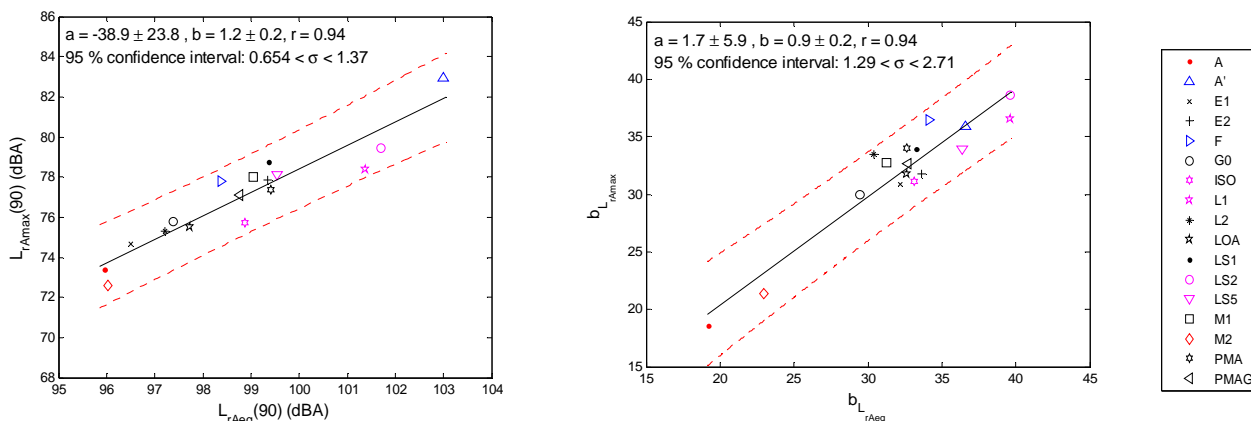 a = -38.9 ± 23.8 , b = 1.2 ± 0.2, r = 0.94
95 % confidence interval: 0.654 < σ < 1.37
86
84
82
80
78
76
74
72
70
68
L_rAmax(90) (dBA)
95 96 97 98 99 100 101 102 103 104
L_rAeq(90) (dBA)
a = 1.7 ± 5.9 , b = 0.9 ± 0.2, r = 0.94
95 % confidence interval: 1.29 < σ < 2.71
45
40
35
30
25
20
15
b_L_rAmax
15 20 25 30 35 40 45
b_L_rAeq
A
A'
E1
E2
F
G0
ISO
L1
L2
LOA
LS1
LS2
LS5
M1
M2
PMA
PMAG